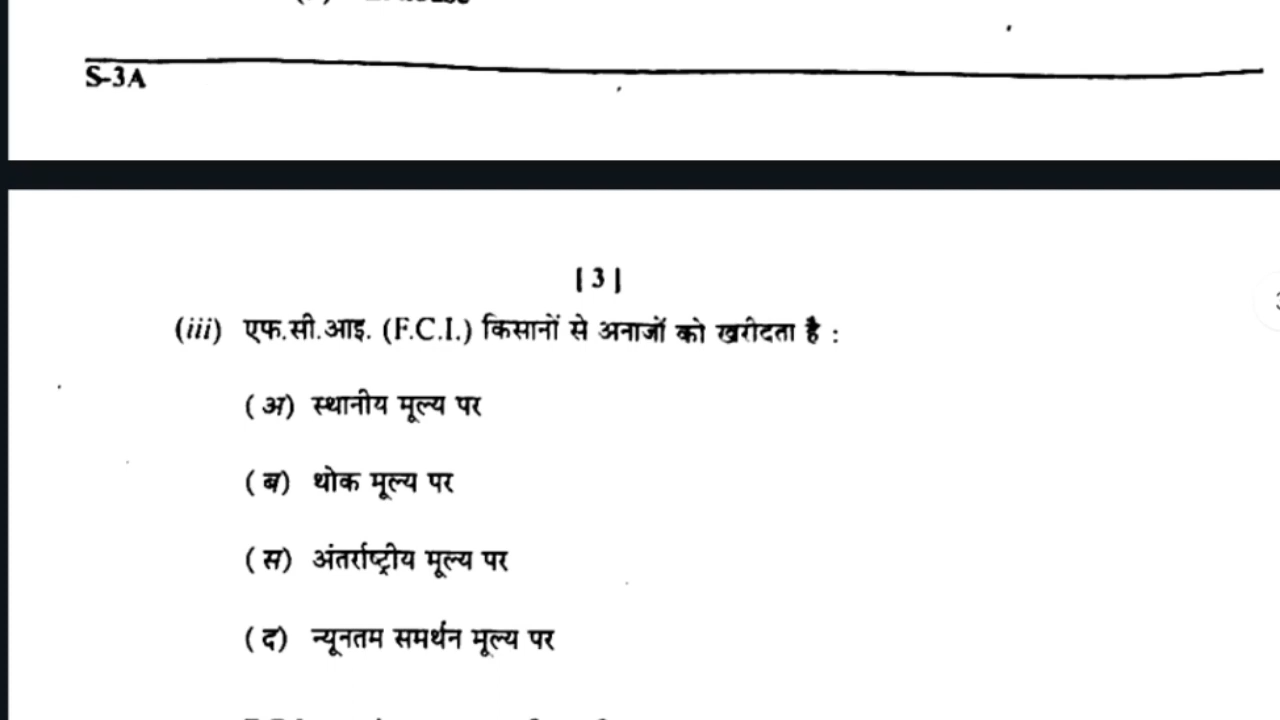 S-3A
[ 3 ]
(iii) एफ.सी.आइ. (F.C.I.) किसानों से अनाजों को खरीदता है :
(अ) स्थानीय मूल्य पर
(ब) थोक मूल्य पर
(स) अंतर्राष्ट्रीय मूल्य पर
(द) न्यूनतम समर्थन मूल्य पर